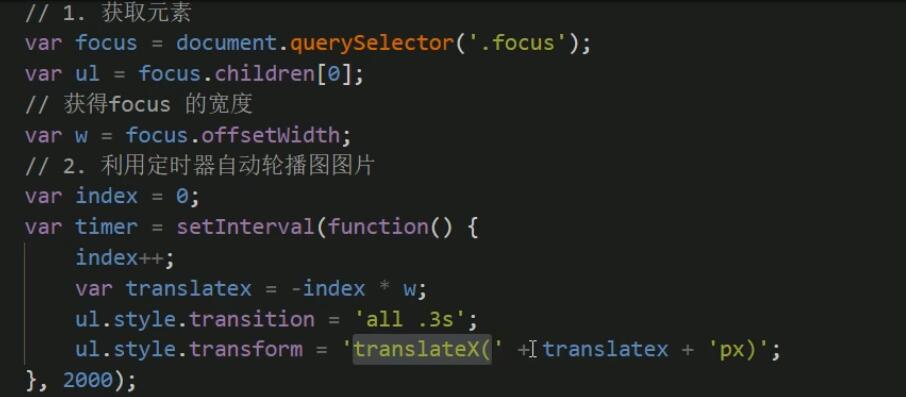 // 1. 获取元素
var focus = document.querySelector('.focus');
var ul = focus.children[0];
// 获得focus 的宽度
var w = focus.offsetWidth;
// 2. 利用定时器自动轮播图图片
var index = 0;
var timer = setInterval(function() {
    index++;
    var translatex = -index * w;
    ul.style.transition = 'all .3s';
    ul.style.transform = 'translateX(' + translatex + 'px)';
}, 2000);